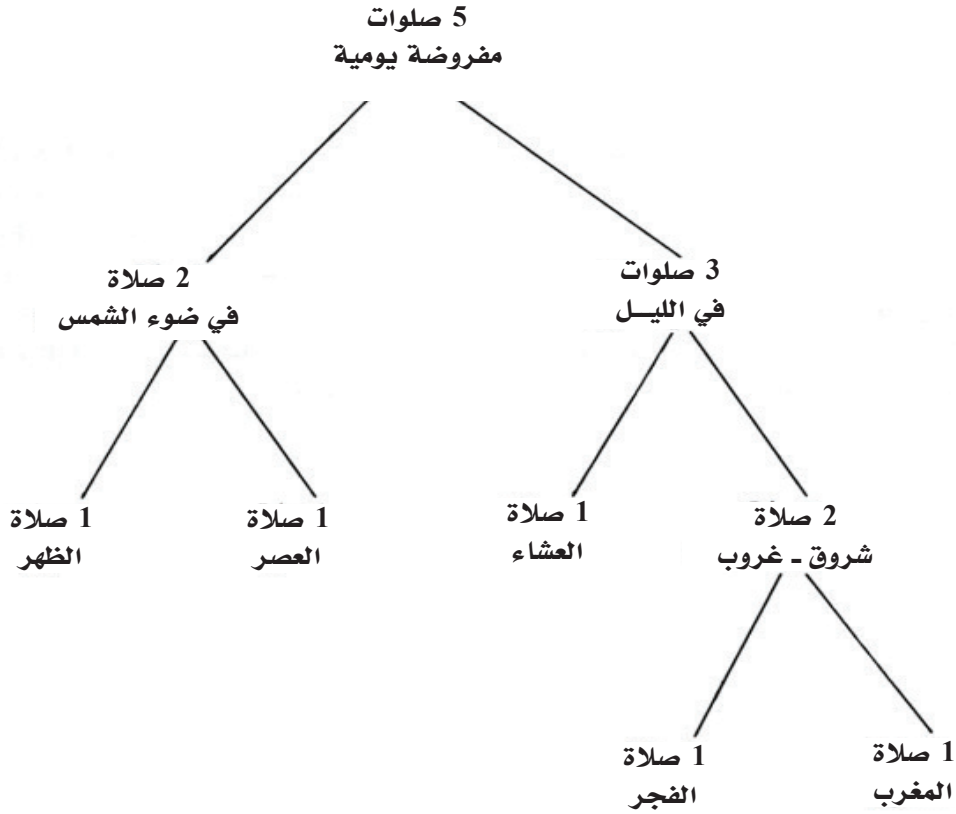 5 صلوات
مفروضة يومية
3 صلوات
في الليـل
2 صلاة
في ضوء الشمس
2 صلاة
شروق - غروب
1 صلاة
العشاء
1 صلاة
العصر
1 صلاة
الظهر
1 صلاة
المغرب
1 صلاة
الفجر